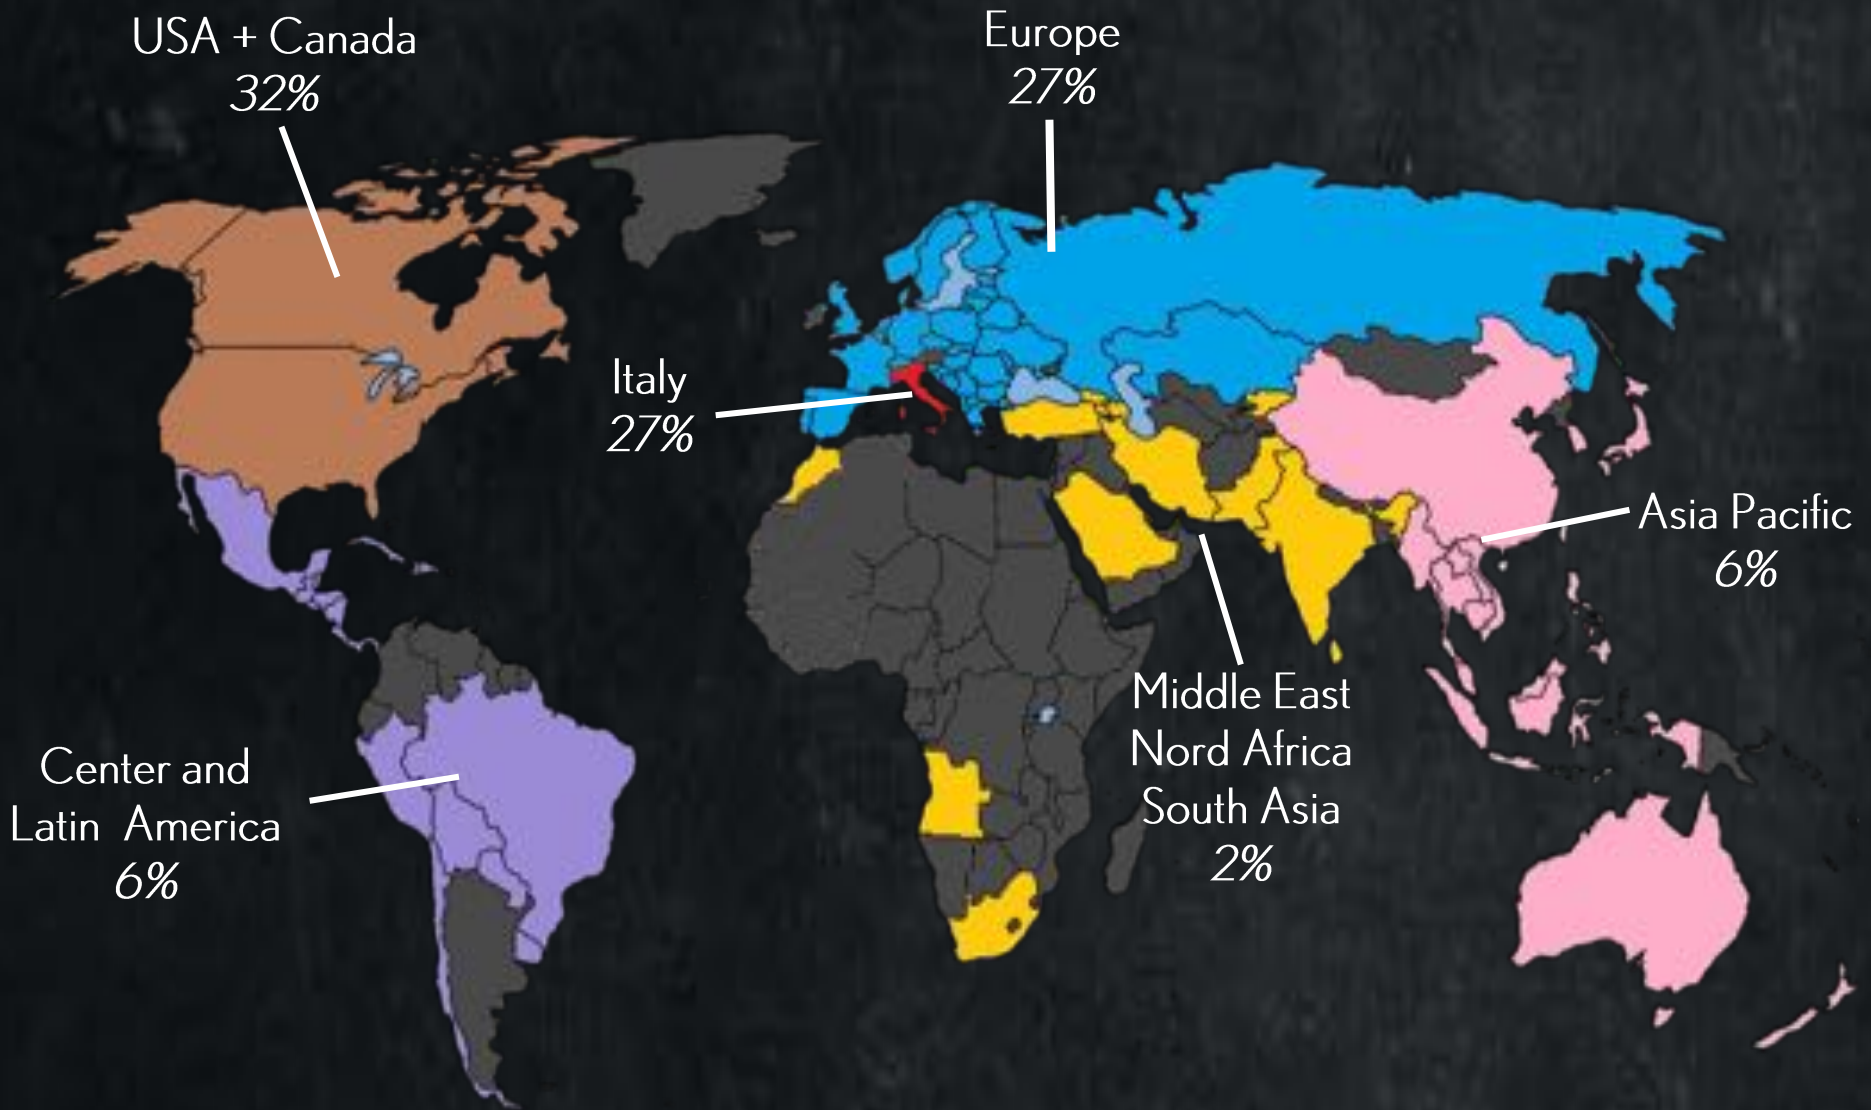 USA + Canada
32%
Europe
27%
Italy
27%
Asia Pacific
6%
Middle East
Nord Africa
South Asia
2%
Center and
Latin America
6%